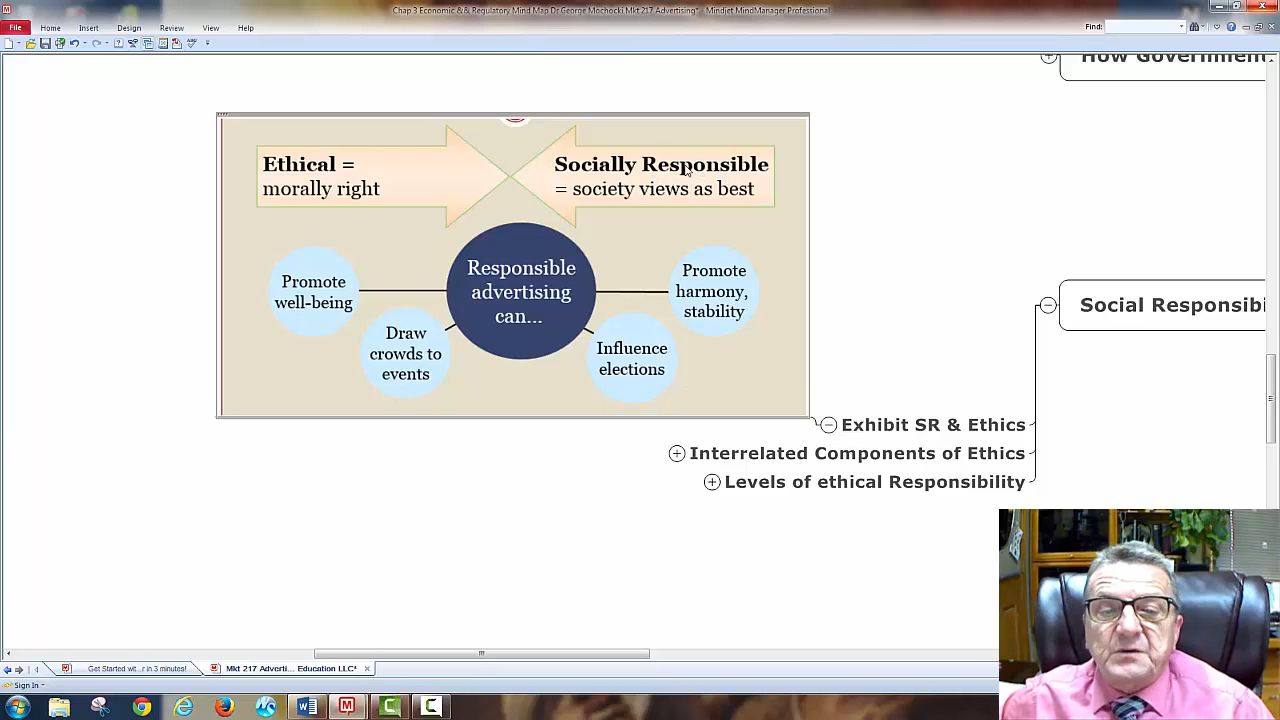 Chap 3 Economic && Regulatory Mind Map Dr George Mochocki Mkt 217 Advertising* - Mindjet MindManager Professional
File Home Insert Design Review View Help
Find:
How Government
Ethical =
morally right
Socially Responsible
= society views as best
Responsible
advertising
can...
Promote
well-being
Draw
crowds to
events
Influence
elections
Promote
harmony,
stability
Social Responsibi
Exhibit SR & Ethics
Interrelated Components of Ethics
Levels of ethical Responsibility
Get Started wit...r in 3 minutes!
Mkt 217 Adverti... Education LLC*
Sign In